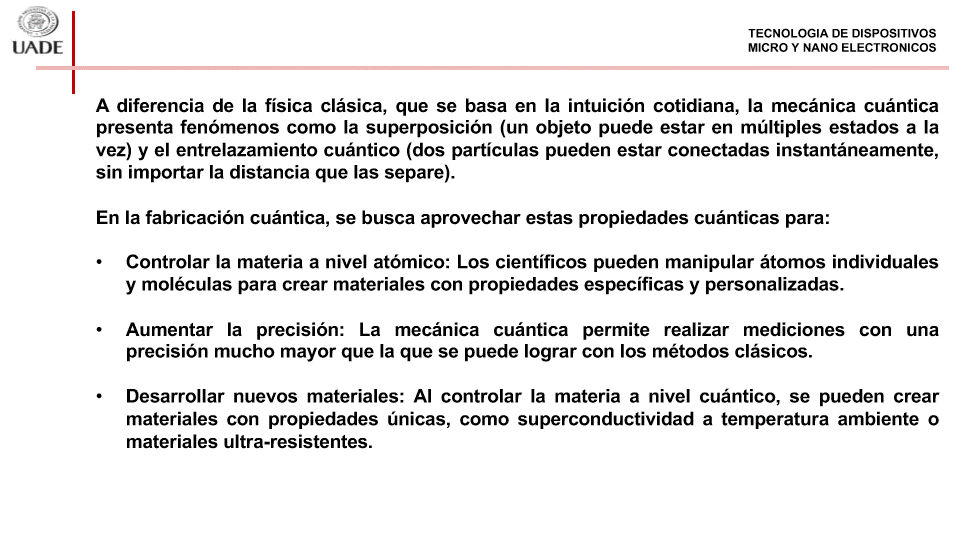 UADE
TECNOLOGIA DE DISPOSITIVOS
MICRO Y NANO ELECTRONICOS
A diferencia de la física clásica, que se basa en la intuición cotidiana, la mecánica cuántica
presenta fenómenos como la superposición (un objeto puede estar en múltiples estados a la
vez) y el entrelazamiento cuántico (dos partículas pueden estar conectadas instantáneamente,
sin importar la distancia que las separe).
En la fabricación cuántica, se busca aprovechar estas propiedades cuánticas para:
• Controlar la materia a nivel atómico: Los científicos pueden manipular átomos individuales
y moléculas para crear materiales con propiedades específicas y personalizadas.
• Aumentar la precisión: La mecánica cuántica permite realizar mediciones con una
precisión mucho mayor que la que se puede lograr con los métodos clásicos.
• Desarrollar nuevos materiales: Al controlar la materia a nivel cuántico, se pueden crear
materiales con propiedades únicas, como superconductividad a temperatura ambiente o
materiales ultra-resistentes.